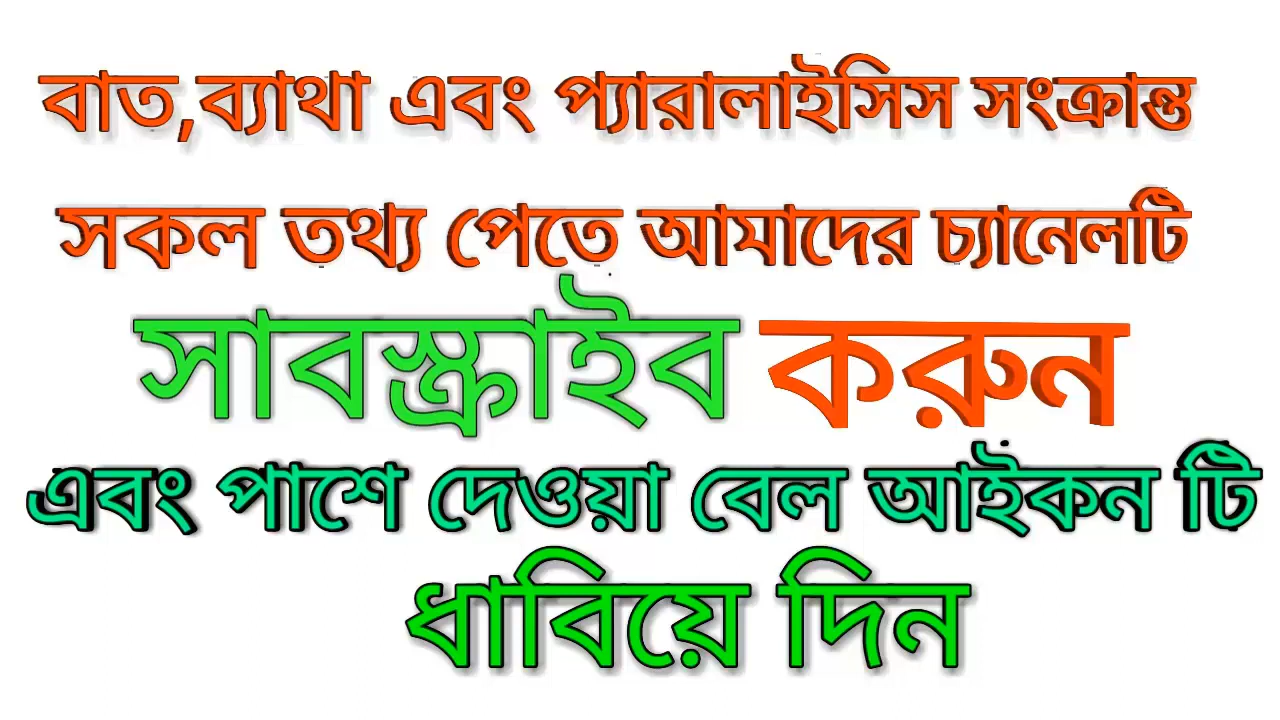 বাত,ব্যাথা এবং প্যারালাইসিস সংক্রান্ত
সকল তথ্য পেতে আমাদের চ্যানেলটি
সাবস্ক্রাইব করুন
এবং পাশে দেওয়া বেল আইকন টি
ধাবিয়ে দিন